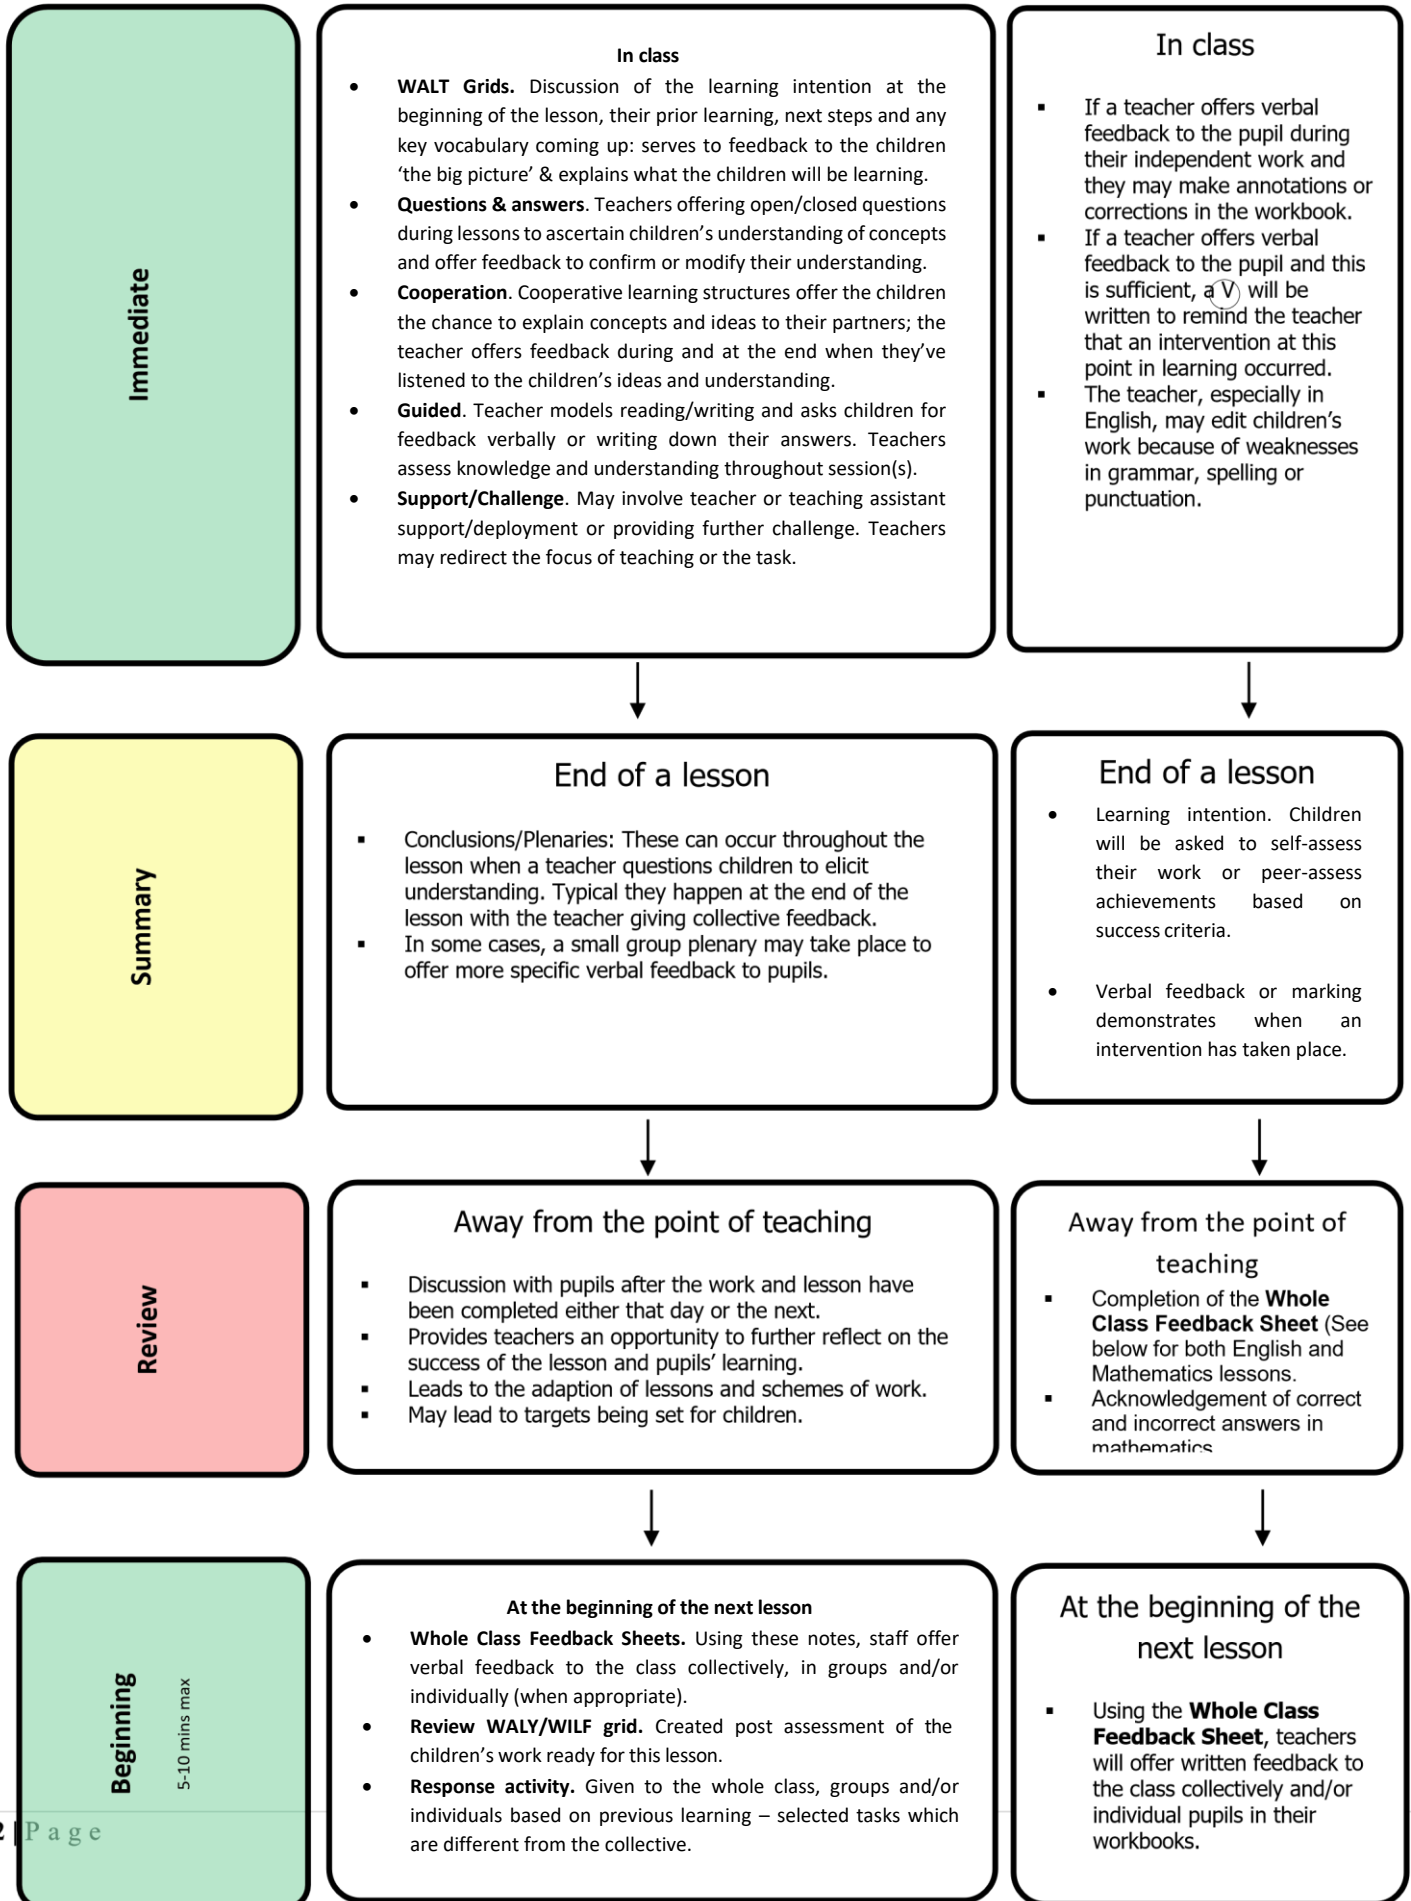 Immediate
In class
• WALT Grids. Discussion of the learning intention at the
beginning of the lesson, their prior learning, next steps and any
key vocabulary coming up: serves to feedback to the children
‘the big picture’ & explains what the children will be learning.
• Questions & answers. Teachers offering open/closed questions
during lessons to ascertain children’s understanding of concepts
and offer feedback to confirm or modify their understanding.
• Cooperation. Cooperative learning structures offer the children
the chance to explain concepts and ideas to their partners; the
teacher offers feedback during and at the end when they’ve
listened to the children’s ideas and understanding.
• Guided. Teacher models reading/writing and asks children for
feedback verbally or writing down their answers. Teachers
assess knowledge and understanding throughout session(s).
• Support/Challenge. May involve teacher or teaching assistant
support/deployment or providing further challenge. Teachers
may redirect the focus of teaching or the task.
In class
▪ If a teacher offers verbal
feedback to the pupil during
their independent work and
they may make annotations or
corrections in the workbook.
▪ If a teacher offers verbal
feedback to the pupil and this
is sufficient, a V will be
written to remind the teacher
that an intervention at this
point in learning occurred.
▪ The teacher, especially in
English, may edit children’s
work because of weaknesses
in grammar, spelling or
punctuation.
Summary
End of a lesson
▪ Conclusions/Plenaries: These can occur throughout the
lesson when a teacher questions children to elicit
understanding. Typical they happen at the end of the
lesson with the teacher giving collective feedback.
▪ In some cases, a small group plenary may take place to
offer more specific verbal feedback to pupils.
End of a lesson
• Learning intention. Children
will be asked to self-assess
their work or peer-assess
achievements based on
success criteria.
• Verbal feedback or marking
demonstrates when an
intervention has taken place.
Review
Away from the point of teaching
▪ Discussion with pupils after the work and lesson have
been completed either that day or the next.
▪ Provides teachers an opportunity to further reflect on the
success of the lesson and pupils’ learning.
▪ Leads to the adaption of lessons and schemes of work.
▪ May lead to targets being set for children.
Away from the point of
teaching
▪ Completion of the Whole
Class Feedback Sheet (See
below for both English and
Mathematics lessons.
▪ Acknowledgement of correct
and incorrect answers in
mathematics
Beginning
5-10 mins max
At the beginning of the next lesson
• Whole Class Feedback Sheets. Using these notes, staff offer
verbal feedback to the class collectively, in groups and/or
individually (when appropriate).
• Review WALY/WILF grid. Created post assessment of the
children’s work ready for this lesson.
• Response activity. Given to the whole class, groups and/or
individuals based on previous learning – selected tasks which
are different from the collective.
At the beginning of the
next lesson
▪ Using the Whole Class
Feedback Sheet, teachers
will offer written feedback to
the class collectively and/or
individual pupils in their
workbooks.
2 | Page